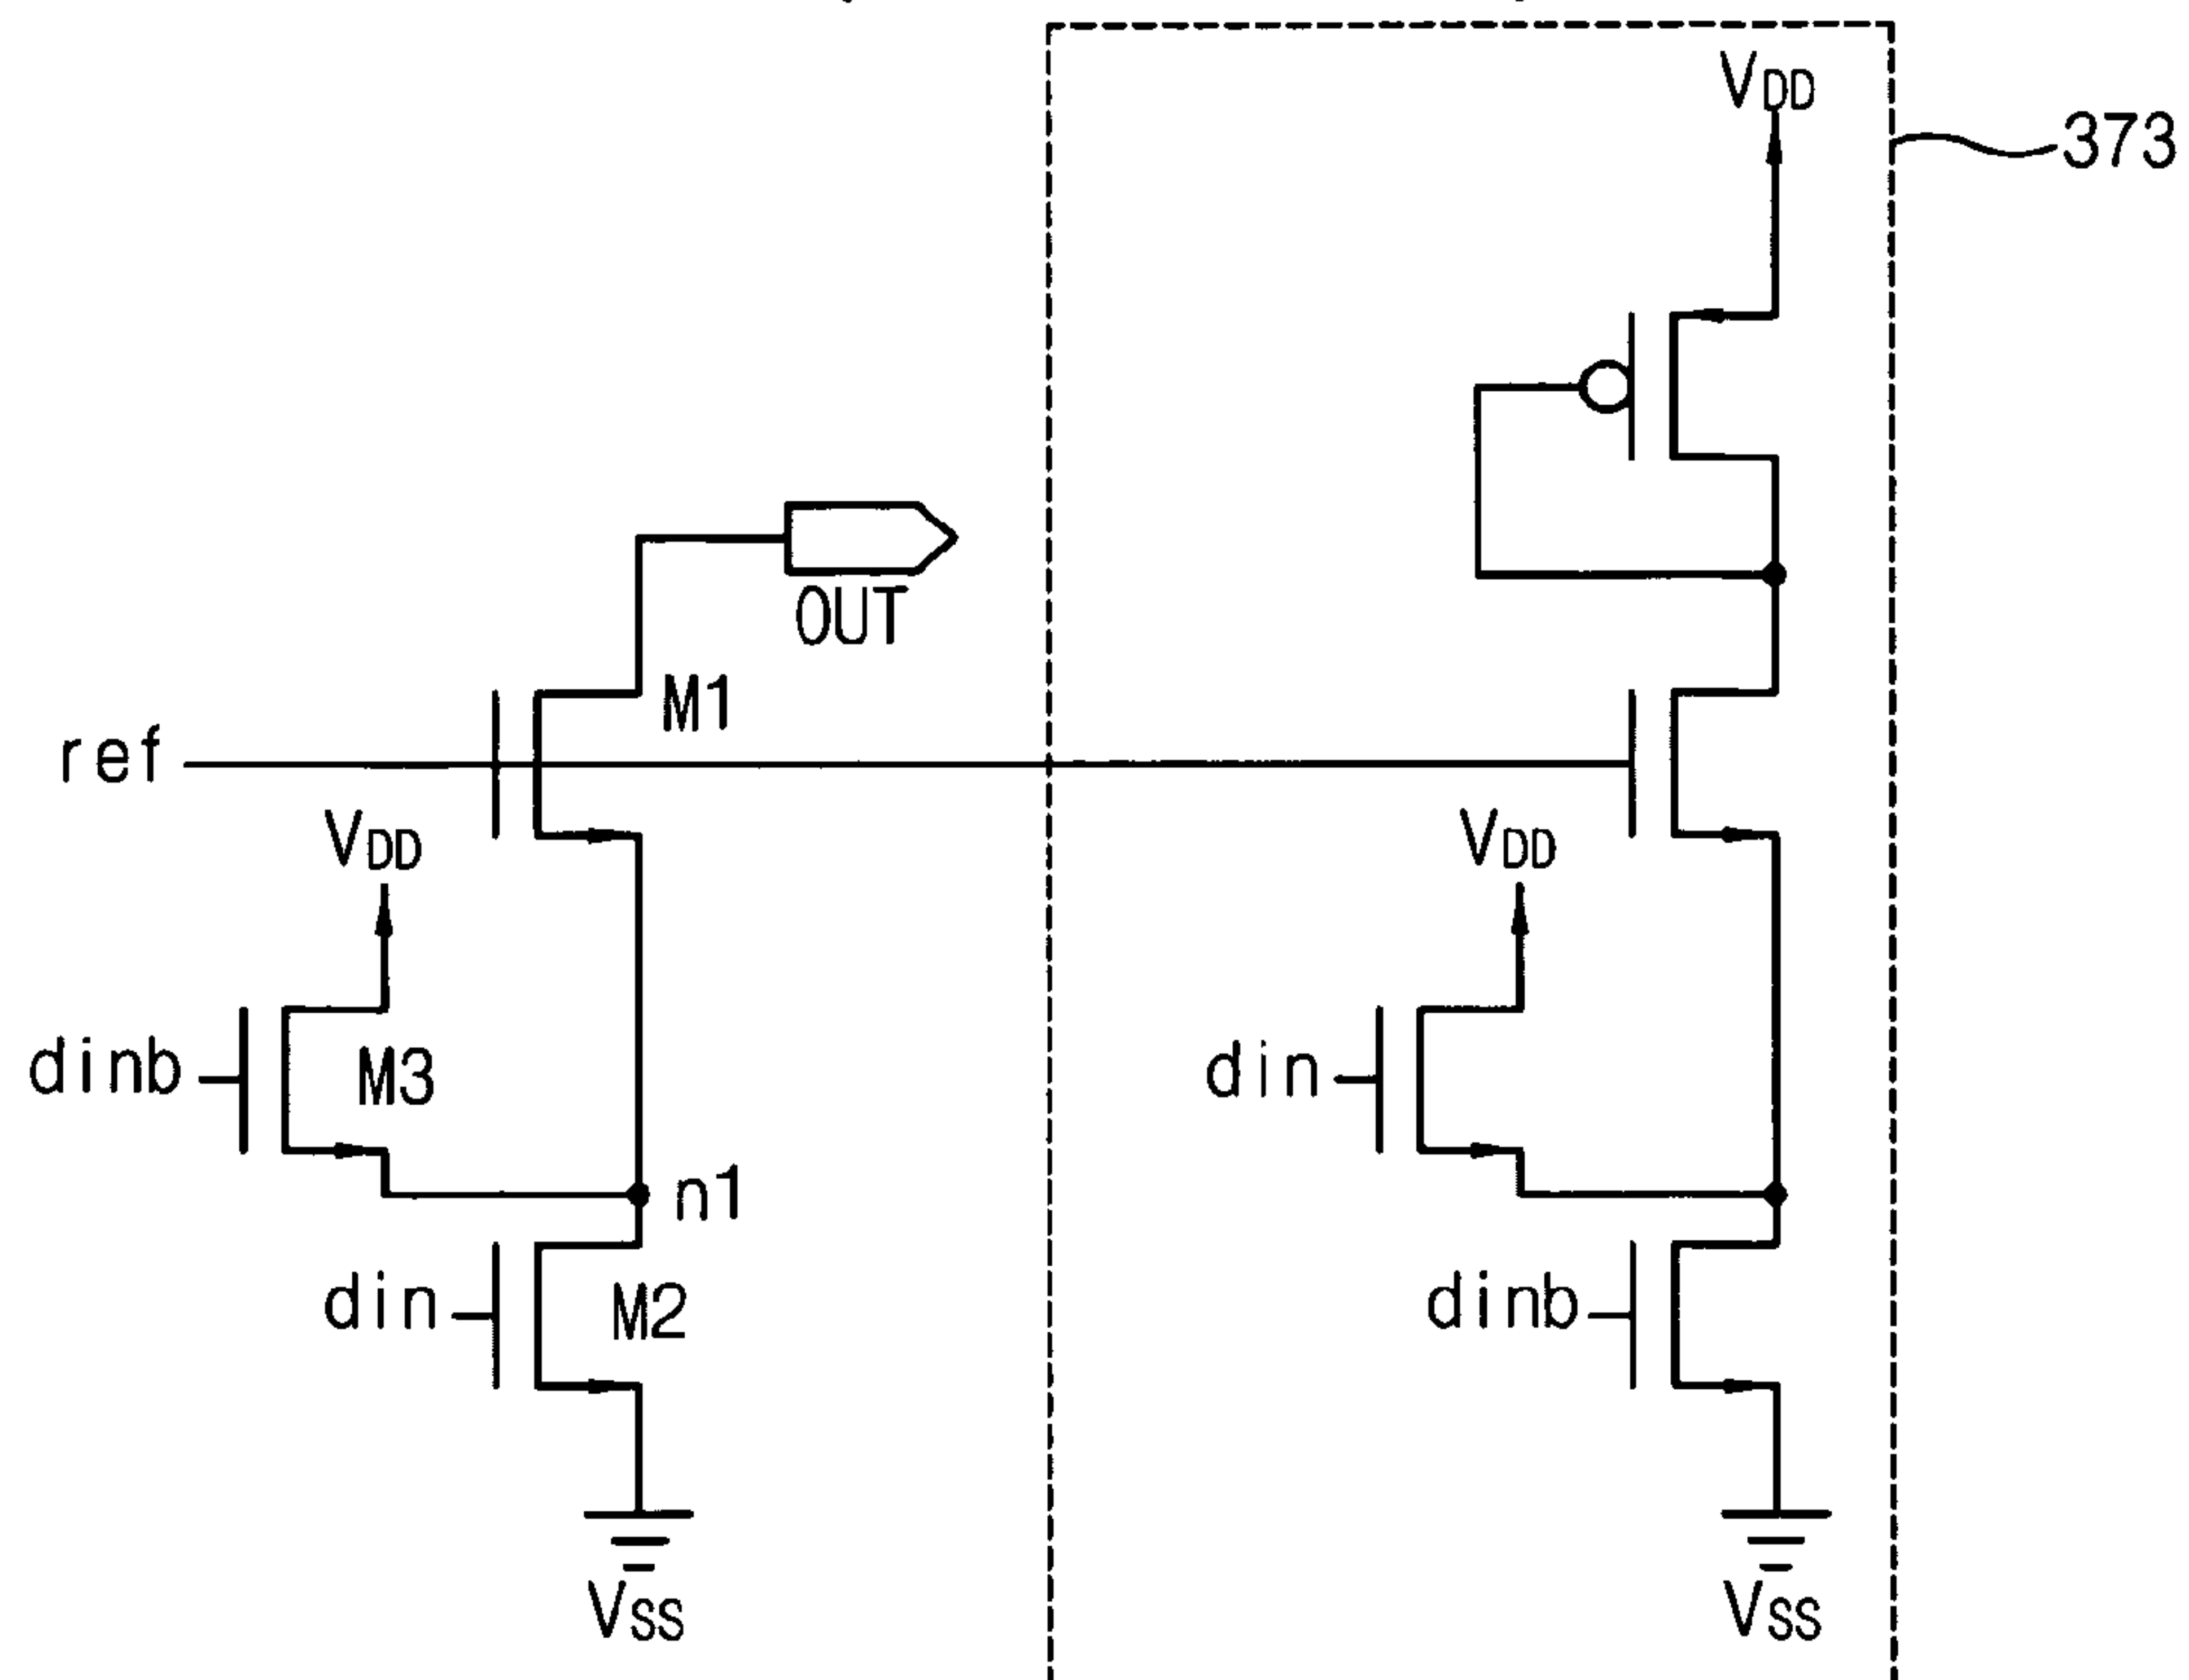 VDD
373
OUT
M1
ref
VDD
VDD
dinb
M3
din
n1
din
M2
dinb
VSS
VSS